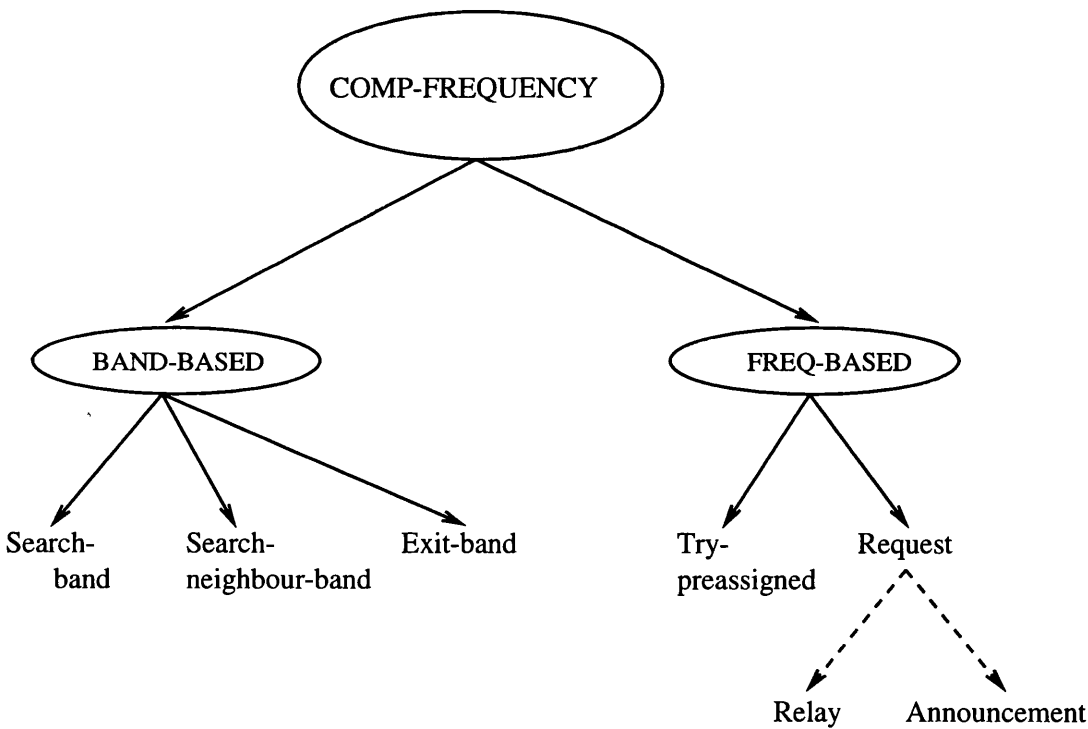 COMP-FREQUENCY
BAND-BASED
FREQ-BASED
Search-
band
Search-
neighbour-band
Exit-band
Try-
preassigned
Request
Relay
Announcement